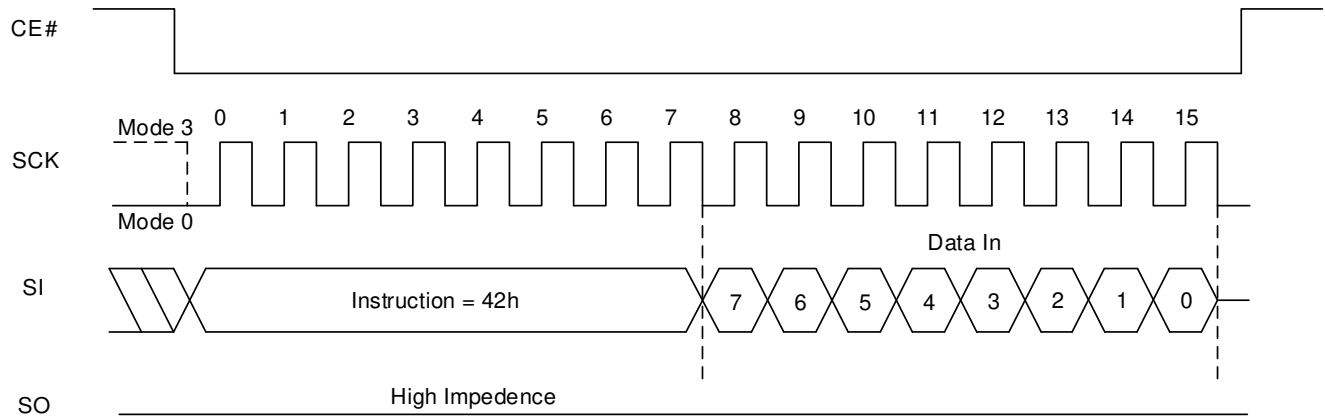 CE#
Mode 3 0 1 2 3 4 5 6 7 8 9 10 11 12 13 14 15
SCK
Mode 0
Data In
SI Instruction = 42h 7 6 5 4 3 2 1 0
High Impedence
SO